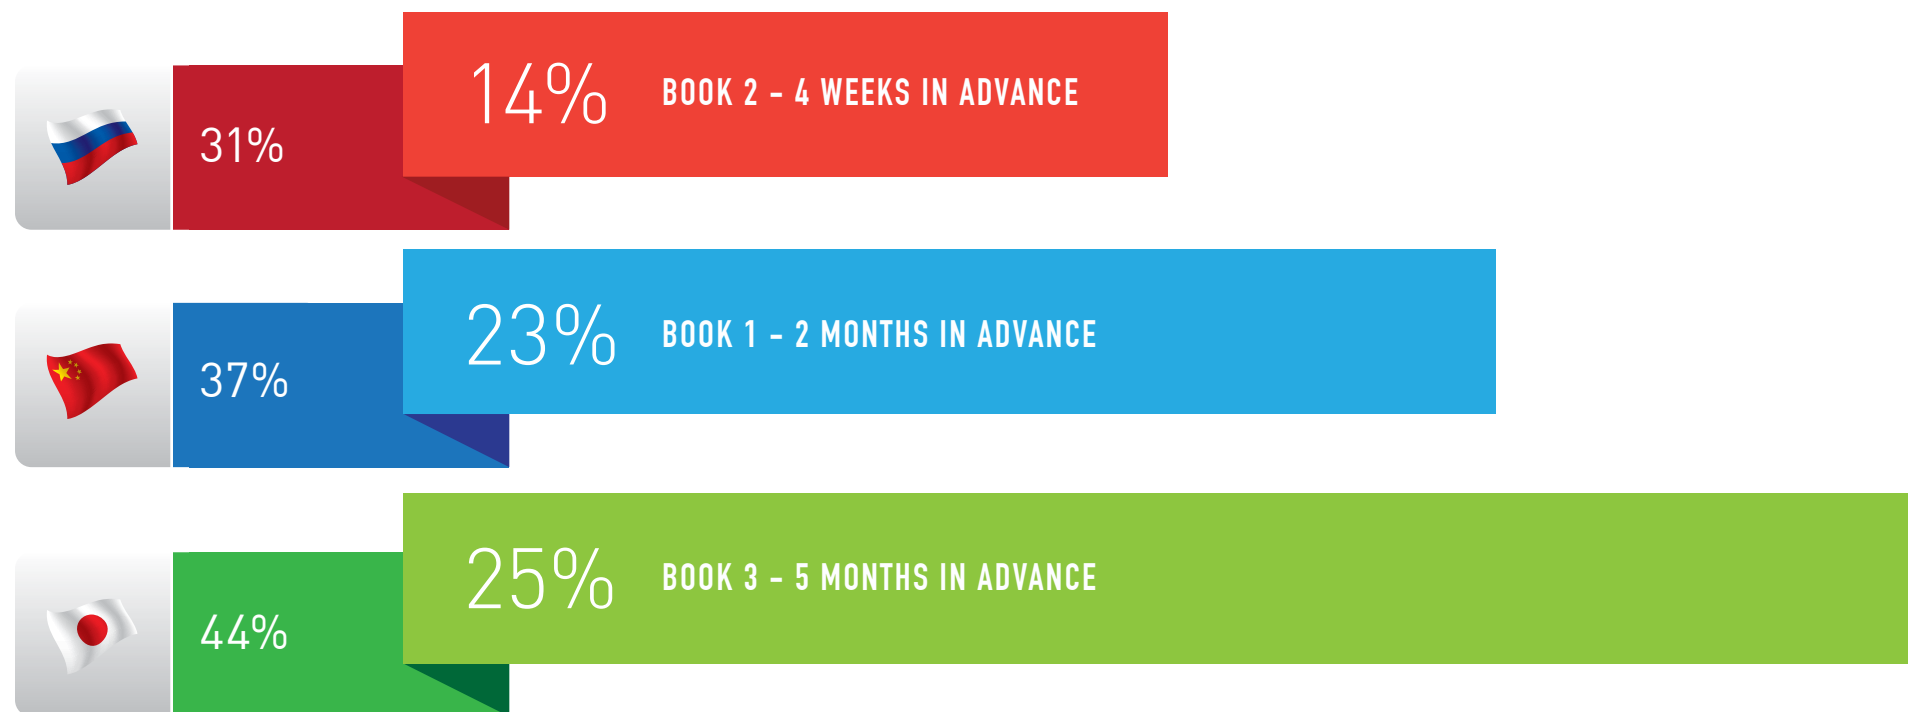 31%
14%
BOOK 2 - 4 WEEKS IN ADVANCE
37%
23%
BOOK 1 - 2 MONTHS IN ADVANCE
44%
25%
BOOK 3 - 5 MONTHS IN ADVANCE